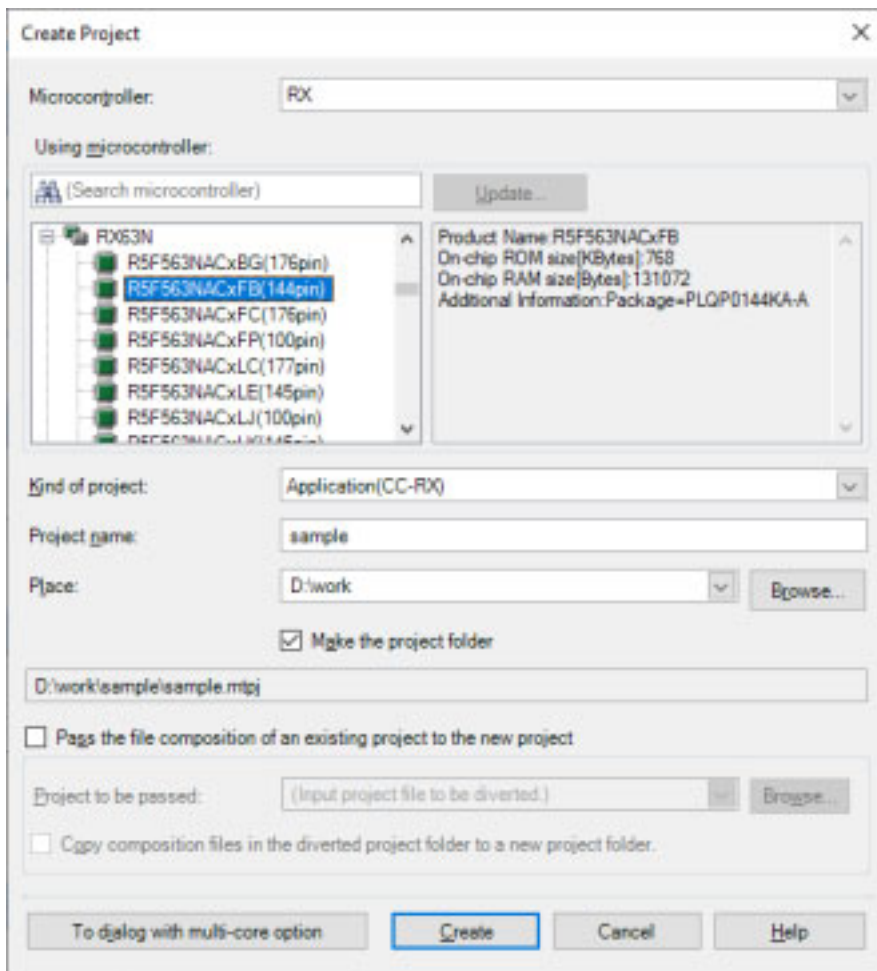 Create Project
Microcontroller: RX
Using microcontroller:
(Search microcontroller) Update...
RX63N
R5F563NACxBG(176pin)
R5F563NACxFB(144pin)
R5F563NACxFC(176pin)
R5F563NACxFP(100pin)
R5F563NACxLC(177pin)
R5F563NACxLE(145pin)
R5F563NACxLJ(100pin)
Product Name:R5F563NACxFB
On-chip ROM size[KBytes]:768
On-chip RAM size[Bytes]:131072
Additional Information:Package=PLQP0144KA-A
Kind of project: Application(CC-RX)
Project name: sample
Place: D:\work Browse...
Make the project folder
D:\work\sample\sample.mtpj
Pass the file composition of an existing project to the new project
Project to be passed: (Input project file to be diverted.) Browse...
Copy composition files in the diverted project folder to a new project folder.
To dialog with multi-core option Create Cancel Help